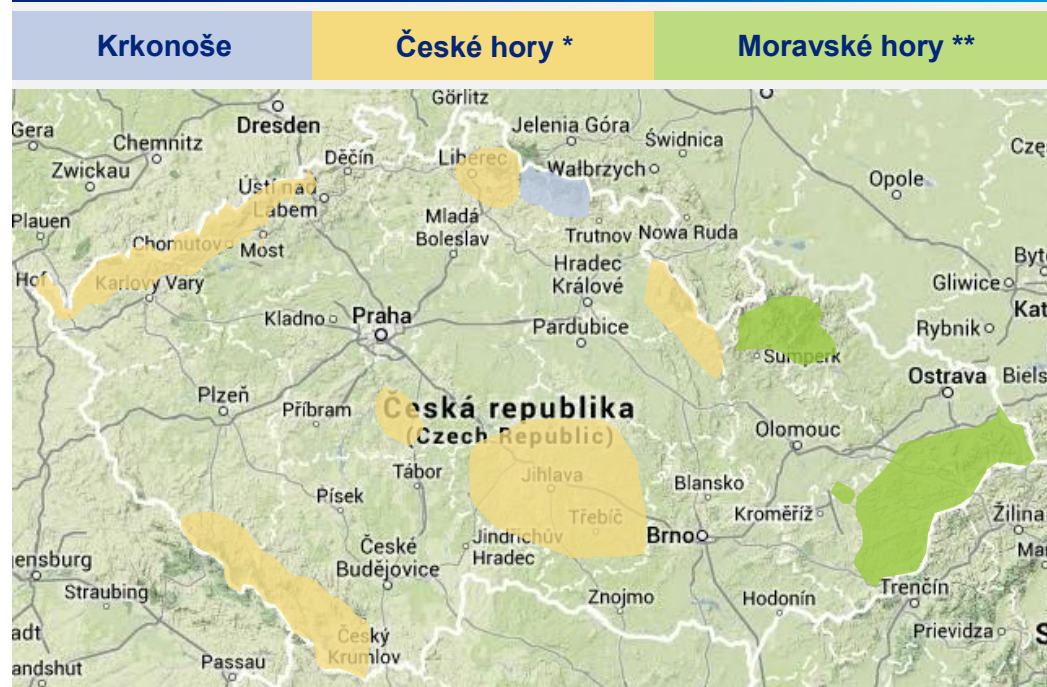 Krkonoše
České hory *
Moravské hory **
Görlitz
Gera
Chemnitz
Dresden
Jelenia Góra
Świdnica
Zwickau
Děčín
Liberec
Wałbrzych
Opole
Ústí nad
Labem
Plauen
Mladá
Boleslav
Chomutov
Most
Trutnov
Nowa Ruda
Hof
Karlovy Vary
Hradec
Králové
Gliwice
Kladno
Praha
Pardubice
Rybnik
Šumperk
Ostrava
Plzeň
Příbram
Česká republika
(Czech Republic)
Olomouc
Tábor
Jihlava
Blansko
Písek
Třebíč
Kroměříž
Žilina
Brno
Jindřichův
Hradec
České
Budějovice
Straubing
Znojmo
Hodonín
Trenčín
Český
Krumlov
Prievidza
Passau